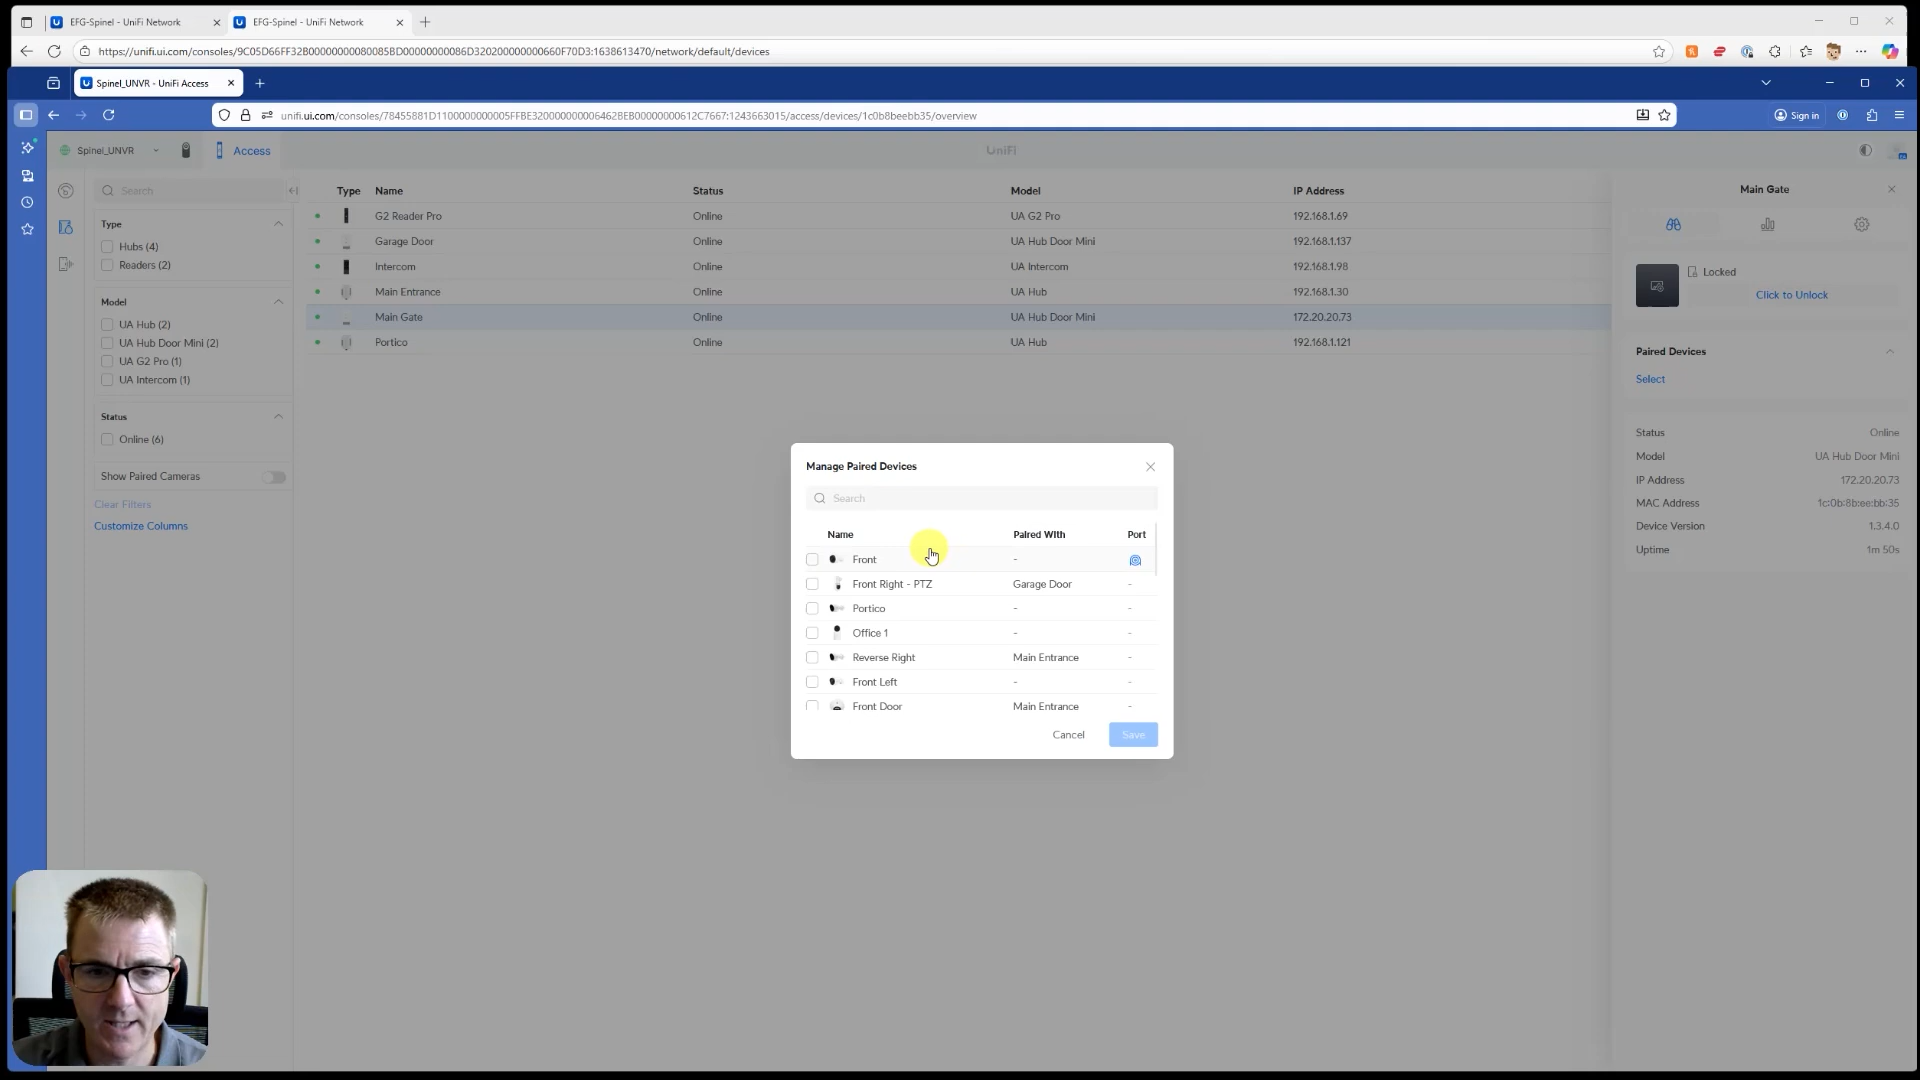 EFG-Spinel - UniFi Network
EFG-Spinel - UniFi Network
https://unifi.ui.com/consoles/9C05D66FF32B00000000080085BD00000000086D320200000000660F70D3:1638613470/network/default/devices
Spinel_UNVR - UniFi Access
unifi.ui.com/consoles/78455881D1100000000005FFBE320000000006462BEB00000000612C7667:1243663015/access/devices/1c0b8beebb35/overview
Sign in
Spinel_UNVR
Access
UniFi
Search
Type
Hubs (4)
Readers (2)
Model
UA Hub (2)
UA Hub Door Mini (2)
UA G2 Pro (1)
UA Intercom (1)
Status
Online (6)
Show Paired Cameras
Clear Filters
Customize Columns
Type Name Status Model IP Address
G2 Reader Pro Online UA G2 Pro 192.168.1.69
Garage Door Online UA Hub Door Mini 192.168.1.137
Intercom Online UA Intercom 192.168.1.98
Main Entrance Online UA Hub 192.168.1.30
Main Gate Online UA Hub Door Mini 172.20.20.73
Portico Online UA Hub 192.168.1.121
Manage Paired Devices
Search
Name Paired With Port
Front -
Front Right - PTZ Garage Door -
Portico - -
Office 1 - -
Reverse Right Main Entrance -
Front Left - -
Front Door Main Entrance -
Cancel Save
Main Gate
Locked
Click to Unlock
Paired Devices
Select
Status Online
Model UA Hub Door Mini
IP Address 172.20.20.73
MAC Address 1c:0b:8b:ee:bb:35
Device Version 1.3.4.0
Uptime 1m 50s